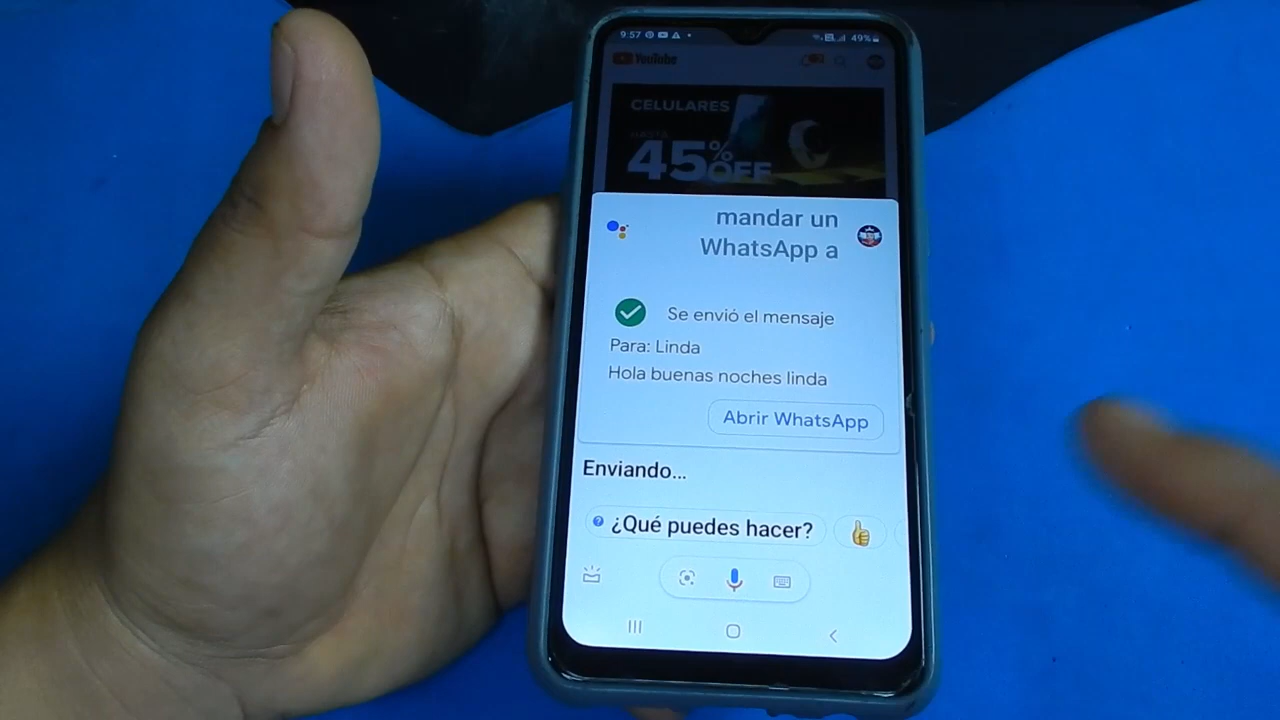 9:57
49%
YouTube
CELULARES
HASTA
45% OFF
mandar un
WhatsApp a
Se envió el mensaje
Para: Linda
Hola buenas noches linda
Abrir WhatsApp
Enviando...
¿Qué puedes hacer?